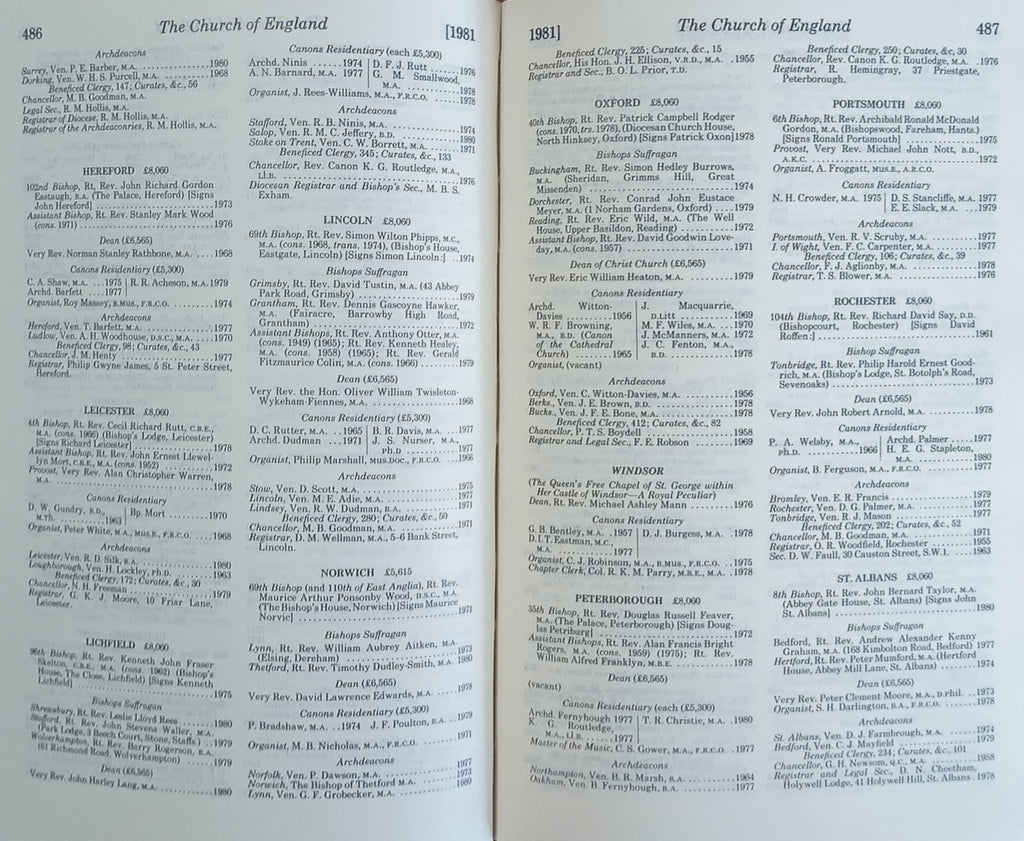 486
The Church of England
[1981
Archdeacons
Surrey, Ven. P. E. Barber, M.A. ....................1980
Dorking, Ven. W. H. S. Purcell, M.A. ..............1968
Beneficed Clergy, 147; Curates, &c., 56
Chancellor, M. B. Goodman, M.A.
Legal Sec., R. M. Hollis, M.A.
Registrar of Diocese, R. M. Hollis, M.A.
Registrar of the Archdeaconries, R. M. Hollis, M.A.
HEREFORD £8,060
102nd Bishop, Rt. Rev. John Richard Gordon
Eastaugh, B.A. (The Palace, Hereford) [Signs
John Hereford] ....................1973
Assistant Bishop, Rt. Rev. Stanley Mark Wood
(cons. 1971) ....................1976
Dean (£6,565)
Very Rev. Norman Stanley Rathbone, M.A. ...1968
Canons Residentiary (£5,300)
C. A. Shaw, M.A. ...1975 | R. R. Acheson, M.A. 1979
Archd. Barfett ......1977
Organist, Roy Massey, B.MUS., F.R.C.O. ..........1974
Archdeacons
Hereford, Ven. T. Barfett, M.A. ..................1977
Ludlow, Ven. A. H. Woodhouse, D.S.C., M.A. ......1970
Beneficed Clergy, 98; Curates, &c., 43
Chancellor, J. M. Henty ....................1977
Registrar, Philip Gwyne James, 5 St. Peter Street,
Hereford.
LEICESTER £8,060
4th Bishop, Rt. Rev. Cecil Richard Rutt, C.B.E.,
M.A. (cons. 1966) (Bishop's Lodge, Leicester)
[Signs Richard Leicester] ....................1978
Assistant Bishop, Rt. Rev. John Ernest Llewel-
lyn Mort, C.B.E., M.A. (cons. 1952) ..........1972
Provost, Very Rev. Alan Christopher Warren,
M.A. ....................1978
Canons Residentiary
D. W. Gundry, B.D., | Bp. Mort ........1970
M.Th. ..............1963
Organist, Peter White, M.A., MUS.B., F.R.C.O. ......1968
Archdeacons
Leicester, Ven. R. D. Silk, B.A. ..................1980
Loughborough, Ven. H. Lockley, Ph.D. ...........1963
Beneficed Clergy, 172; Curates, &c., 30
Chancellor, N. H. Freeman ....................1979
Registrar, G. K. J. Moore, 10 Friar Lane,
Leicester.
LICHFIELD £8,060
96th Bishop, Rt. Rev. Kenneth John Fraser
Skelton, C.B.E., M.A. (cons. 1962) (Bishop's
House, The Close, Lichfield) [Signs Kenneth
Lichfield] ....................1975
Bishops Suffragan
Shrewsbury, Rt. Rev. Leslie Lloyd Rees ..........1980
Stafford, Rt. Rev. John Stevens Waller, M.A.
(Park Lodge, 3 Beech Court, Stone, Staffs.) ...1979
Wolverhampton, Rt. Rev. Barry Rogerson, B.A.
(61 Richmond Road, Wolverhampton) ..........1979
Dean (£6,565)
Very Rev. John Harley Lang, M.A. ..............1980
Canons Residentiary (each £5,300)
Archd. Ninis ......1974 | D. F. J. Rutt ....1976
A. N. Barnard, M.A. 1977 | G. M. Smallwood,
M.A. ....................1978
Organist, J. Rees-Williams, M.A., F.R.C.O. ........1978
Archdeacons
Stafford, Ven. R. B. Ninis, M.A. ..................1974
Salop, Ven. R. M. C. Jeffery, B.D. ................1980
Stoke on Trent, Ven. C. W. Borrett, M.A. ........1971
Beneficed Clergy, 345; Curates, &c., 133
Chancellor, Rev. Canon K. G. Routledge, M.A.,
Ll.B. ....................1976
Diocesan Registrar and Bishop's Sec., M. B. S.
Exham.
LINCOLN £8,060
69th Bishop, Rt. Rev. Simon Wilton Phipps, M.C.,
M.A. (cons. 1968, trans. 1974), (Bishop's House,
Eastgate, Lincoln) [Signs Simon Lincoln:] ....1974
Bishops Suffragan
Grimsby, Rt. Rev. David Tustin, M.A. (43 Abbey
Park Road, Grimsby) ....................1979
Grantham, Rt. Rev. Dennis Gascoyne Hawker,
M.A. (Fairacre, Barrowby High Road,
Grantham) ....................1972
Assistant Bishops, Rt. Rev. Anthony Otter, M.A.
(cons. 1949) (1965); Rt. Rev. Kenneth Healey,
M.A. (cons. 1958) (1965); Rt. Rev. Gerald
Fitzmaurice Colin, M.A. (cons. 1966) ..........1979
Dean (£6,565)
Very Rev. the Hon. Oliver William Twisleton-
Wykeham-Fiennes, M.A. ....................1968
Canons Residentiary (£5,300)
D. C. Rutter, M.A. ..1965 | B. R. Davis, M.A. ...1977
Archd. Dudman ...1971 | J. S. Nurser, M.A.,
Ph.D ..........1977
Organist, Philip Marshall, MUS.DOC., F.R.C.O. ...1966
Archdeacons
Stow, Ven. D. Scott, M.A. ....................1975
Lincoln, Ven. M. E. Adie, M.A. ....................1977
Lindsey, Ven. R. W. Dudman, B.A. ..............1971
Beneficed Clergy, 280; Curates, &c., 50
Chancellor, M. B. Goodman, M.A. ..............1971
Registrar, D. M. Wellman, M.A., 5–6 Bank Street,
Lincoln.
NORWICH £5,615
69th Bishop (and 110th of East Anglia), Rt. Rev.
Maurice Arthur Ponsonby Wood, D.S.C., M.A.
(The Bishop's House, Norwich) [Signs Maurice
Norvic] ....................1971
Bishops Suffragan
Lynn, Rt. Rev. William Aubrey Aitken, M.A.
(Elsing, Dereham) ....................1973
Thetford, Rt. Rev. Timothy Dudley-Smith, M.A. 1980
Dean (£6,565)
Very Rev. David Lawrence Edwards, M.A. ......1978
Canons Residentiary (£5,300)
P. Bradshaw, M.A. ...1974 J. F. Poulton, B.A. ..1979
Organist, M. B. Nicholas, M.A., F.R.C.O. ..........1971
Archdeacons
Norfolk, Ven. P. Dawson, M.A. ....................1977
Norwich, The Bishop of Thetford M.A. ..........1973
Lynn, Ven. G. F. Grobecker, M.A. ..............1980
1981]
The Church of England
487
Beneficed Clergy, 225; Curates, &c., 15
Chancellor, His Hon. J. H. Ellison, V.R.D., M.A. ...1955
Registrar and Sec., B. O. L. Prior, T.D.
OXFORD £8,060
40th Bishop, Rt. Rev. Patrick Campbell Rodger
(cons. 1970, trs. 1978), (Diocesan Church House,
North Hinksey, Oxford) [Signs Patrick Oxon] 1978
Bishops Suffragan
Buckingham, Rt. Rev. Simon Hedley Burrows,
M.A. (Sheridan, Grimms Hill, Great
Missenden) ....................1974
Dorchester, Rt. Rev. Conrad John Eustace
Meyer, M.A. (1 Norham Gardens, Oxford) ....1979
Reading, Rt. Rev. Eric Wild, M.A. (The Well
House, Upper Basildon, Reading) ............1972
Assistant Bishop, Rt. Rev. David Goodwin Love-
day, M.A. (cons. 1957) ....................1971
Dean of Christ Church (£6,565)
Very Rev. Eric William Heaton, M.A. ............1979
Canons Residentiary
Archd. Witton- | J. Macquarrie,
Davies ..........1956 | D.Litt ..........1969
W. R. F. Browning, | M. F. Wiles, M.A. ...1970
M.A., B.D. (Canon | J. McManners, M.A. 1972
of the Cathedral | J. C. Fenton, M.A.,
Church) ..........1965 | B.D. ..........1978
Organist, (vacant)
Archdeacons
Oxford, Ven. C. Witton-Davies, M.A. ............1956
Berks., Ven. J. E. Brown, B.D. ....................1978
Bucks., Ven. J. F. E. Bone, M.A. ..................1978
Beneficed Clergy, 412; Curates, &c., 82
Chancellor, P. T. S. Boydell ....................1958
Registrar and Legal Sec., F. E. Robson ..........1969
WINDSOR
(The Queen's Free Chapel of St. George within
Her Castle of Windsor—A Royal Peculiar)
Dean, Rt. Rev. Michael Ashley Mann ............1976
Canons Residentiary
G. B. Bentley, M.A. .1957 | D. J. Burgess, M.A. ..1978
D. I. T. Eastman, M.C.,
M.A. ..............1977
Organist, C. J. Robinson, M.A., B.MUS., F.R.C.O. ...1975
Chapter Clerk, Col. R. K. M. Parry, M.B.E., M.A. ...1978
PETERBOROUGH £8,060
35th Bishop, Rt. Rev. Douglas Russell Feaver,
M.A. (The Palace, Peterborough) [Signs Doug-
las Petriburg] ....................1972
Assistant Bishops, Rt. Rev. Alan Francis Bright
Rogers, M.A. (cons. 1959) (1975); Rt. Rev.
William Alfred Franklyn, M.B.E. ..............1978
Dean (£6,565)
(vacant)
Canons Residentiary (each (£5,300)
Archd. Fernyhough 1977 | T. R. Christie, M.A. ..1980
K. G. Routledge,
M.A., Ll.B. ........1977
Master of the Music, C. S. Gower, M.A., F.R.C.O. ..1977
Archdeacons
Northampton, Ven. B. R. Marsh, B.A. ..........1964
Oakham, Ven. B. Fernyhough, B.A. ............1977
Beneficed Clergy, 250; Curates, &c, 30
Chancellor, Rev. Canon K. G. Routledge, M.A. .1976
Registrar, R. Hemingray, 37 Priestgate,
Peterborough.
PORTSMOUTH £8,060
6th Bishop, Rt. Rev. Archibald Ronald McDonald
Gordon, M.A. (Bishopswood, Fareham, Hants.)
[Signs Ronald Portsmouth] ..................1975
Provost, Very Rev. Michael John Nott, B.D.,
A.K.C. ....................1972
Organist, A. Froggatt, MUS.B., A.R.C.O.
Canons Residentiary
N. H. Crowder, M.A. 1975 | D. S. Stancliffe, M.A. 1977
E. E. Slack, M.A. ...1979
Archdeacons
Portsmouth, Ven. R. V. Scruby, M.A. ............1977
I. of Wight, Ven. F. C. Carpenter, M.A. ..........1977
Beneficed Clergy, 106; Curates, &c., 39
Chancellor, F. J. Aglionby, M.A. ................1978
Registrar, T. S. Blower, M.A. ....................1976
ROCHESTER £8,060
104th Bishop, Rt. Rev. Richard David Say, D.D.
(Bishopcourt, Rochester) [Signs David
Roffen:] ....................1961
Bishop Suffragan
Tonbridge, Rt. Rev. Philip Harold Ernest Good-
rich, M.A. (Bishop's Lodge, St. Botolph's Road,
Sevenoaks) ....................1973
Dean (£6,565)
Very Rev. John Robert Arnold, M.A. ............1978
Canons Residentiary
P. A. Welsby, M.A., | Archd. Palmer ....1977
Ph.D. ............1966 | H. E. G. Stapleton,
M.A. ............1980
Organist, B. Ferguson, M.A., F.R.C.O. ............1977
Archdeacons
Bromley, Ven. E. R. Francis ....................1979
Rochester, Ven. D. G. Palmer, M.A. ..............1977
Tonbridge, Ven. R. J. Mason ....................1977
Beneficed Clergy, 202; Curates, &c., 52
Chancellor, M. B. Goodman, M.A. ..............1971
Registrar, O. R. Woodfield, Rochester ..........1955
Sec. D. W. Faull, 30 Causton Street, S.W.1. ......1963
ST. ALBANS £8,060
8th Bishop, Rt. Rev. John Bernard Taylor, M.A.
(Abbey Gate House, St. Albans) [Signs John
St. Albans] ....................1980
Bishops Suffragan
Bedford, Rt. Rev. Andrew Alexander Kenny
Graham, M.A. (168 Kimbolton Road, Bedford) 1977
Hertford, Rt. Rev. Peter Mumford, M.A. (Hertford
House, Abbey Mill Lane, St. Albans) ..........1974
Dean (£6,565)
Very Rev. Peter Clement Moore, M.A., D.Phil. ..1973
Organist, S. H. Darlington, B.A., F.R.C.O. ........1978
Archdeacons
St. Albans, Ven. D. J. Farmbrough, M.A. ........1974
Bedford, Ven. C. J. Mayfield ....................1979
Beneficed Clergy, 234; Curates, &c. 101
Chancellor, G. H. Newsom, Q.C., M.A. ..........1958
Registrar and Legal Sec., D. N. Cheetham,
Holywell Lodge, 41 Holywell Hill, St. Albans .1978